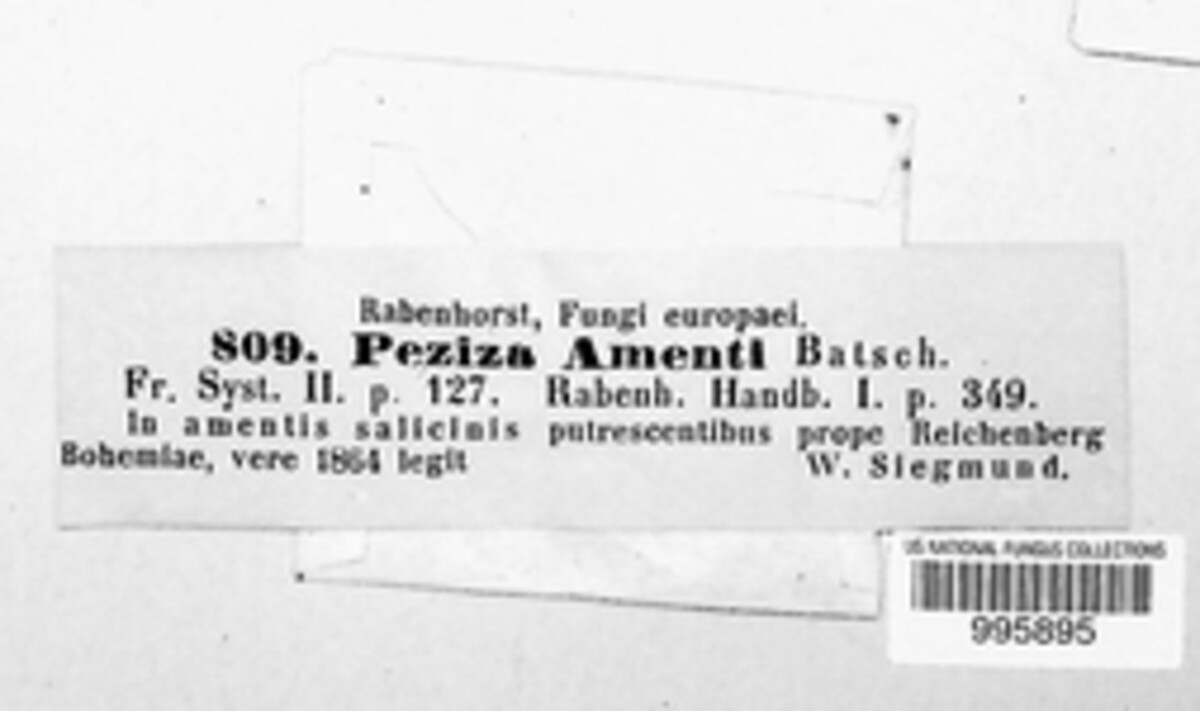 Rabenhorst, Fungi europaei.
809. Peziza Amenti Batsch.
Fr. Syst. II. p. 127. Rabenh. Handb. I. p. 349.
In amentis salicinis putrescentibus prope Reichenberg
Bohemiae, vere 1864 legit W. Siegmund.
US NATIONAL FUNGUS COLLECTIONS
995895